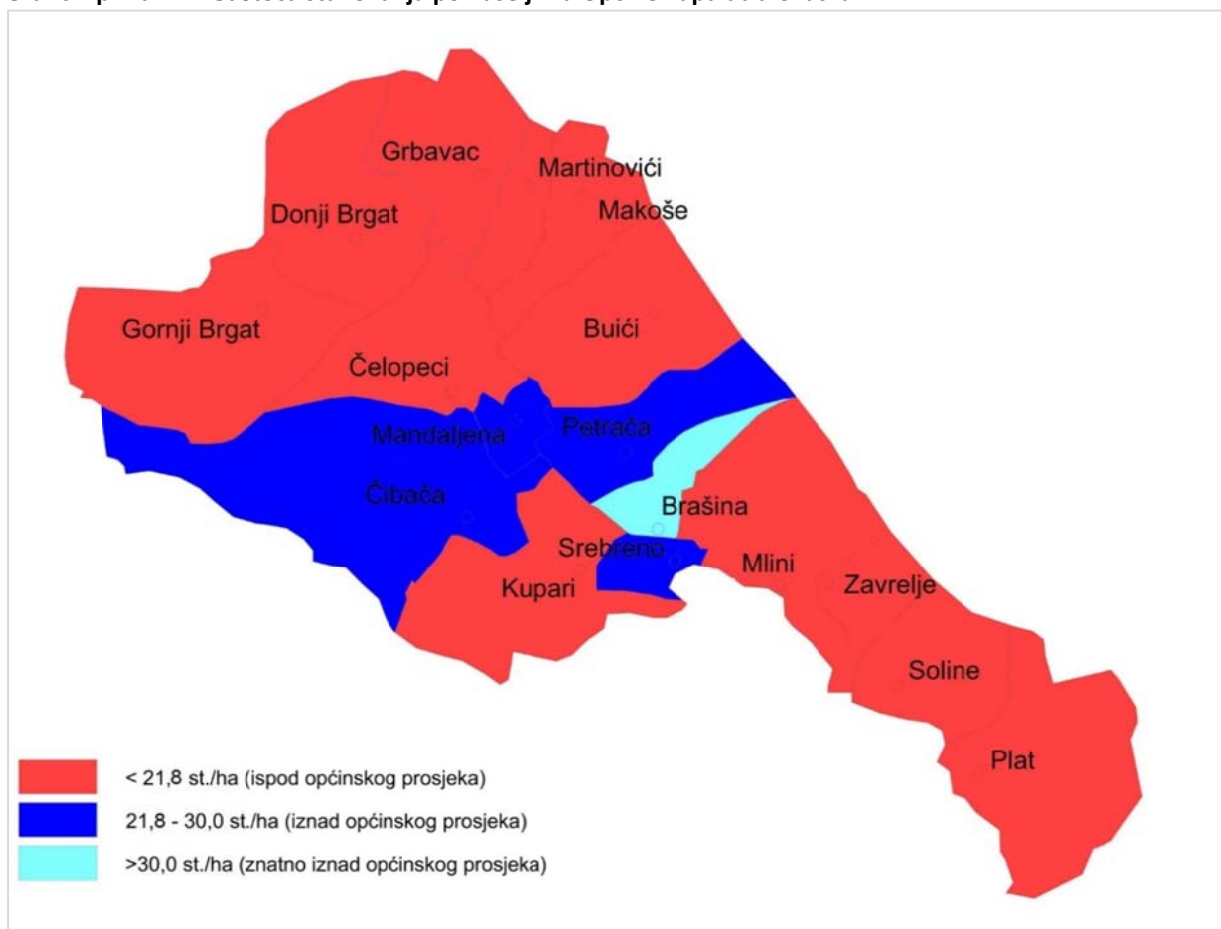 Grbavac
Martinovići
Makoše
Donji Brgat
Gornji Brgat
Buići
Čelopeci
Mandaljena
Petrača
Čibača
Brašina
Srebreno
Mlini
Kupari
Zavrelje
Soline
Plat
< 21,8 st./ha (ispod općinskog prosjeka)
21,8 - 30,0 st./ha (iznad općinskog prosjeka)
>30,0 st./ha (znatno iznad općinskog prosjeka)